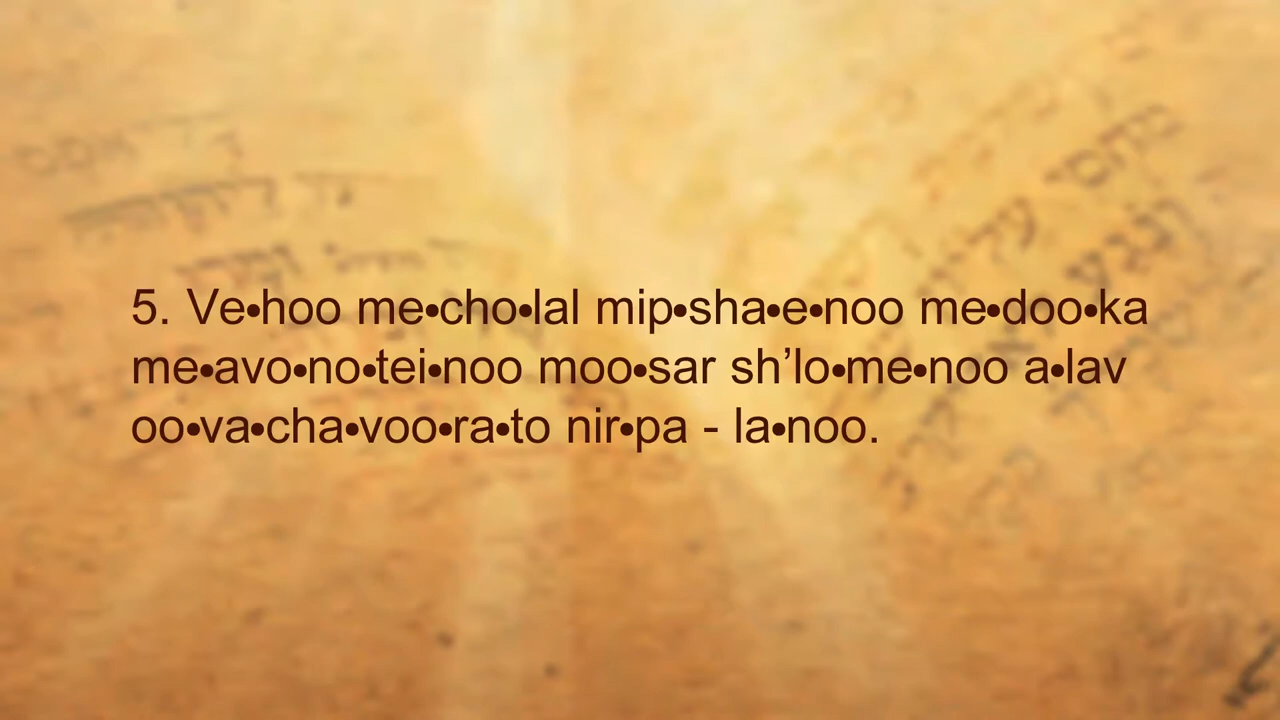 5. Ve•hoo me•cho•lal mip•sha•e•noo me•doo•ka
me•avo•no•tei•noo moo•sar sh’lo•me•noo a•lav
oo•va•cha•voo•ra•to nir•pa - la•noo.